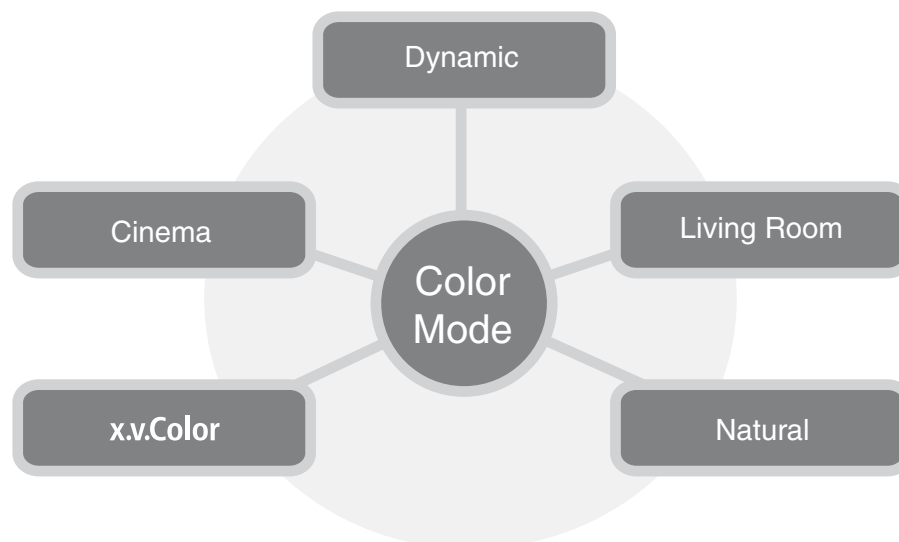 Dynamic
Cinema
Living Room
Color
Mode
x.v.Color
Natural